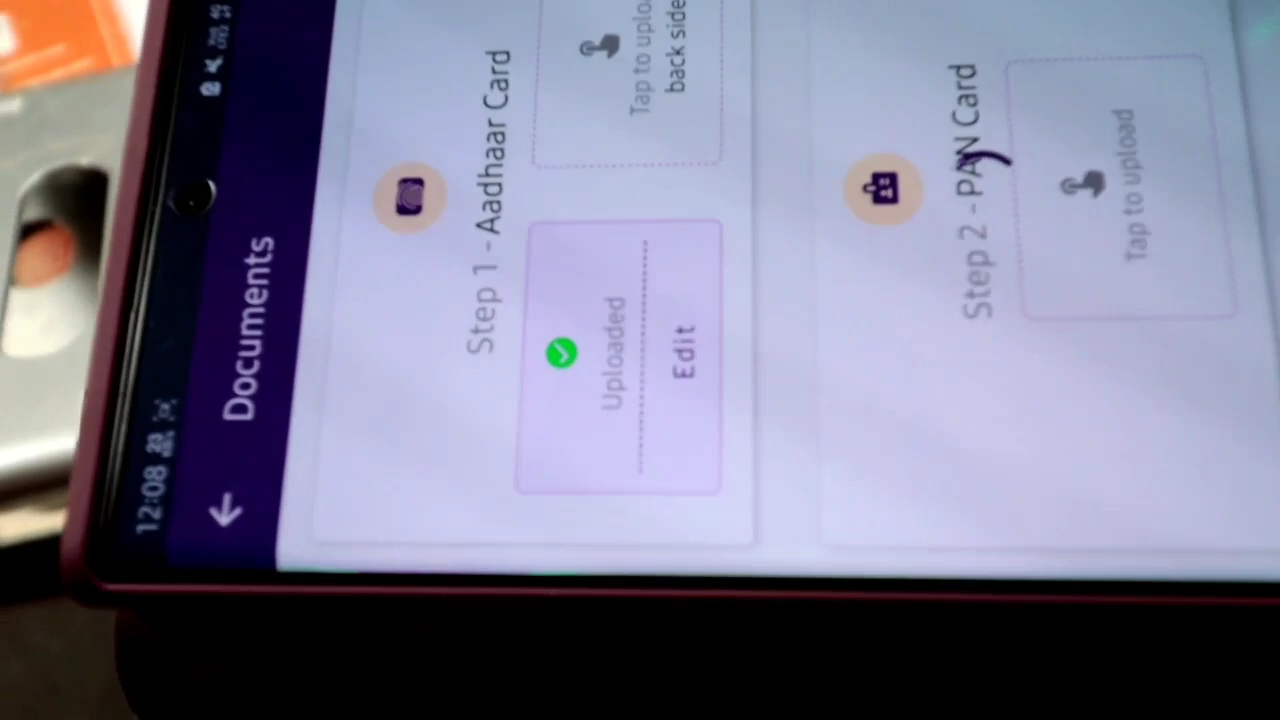 12:08 23
Documents
Step 1 - Aadhaar Card
Uploaded
Edit
Tap to
back side
Step 2 - PAN Card
Tap to upload